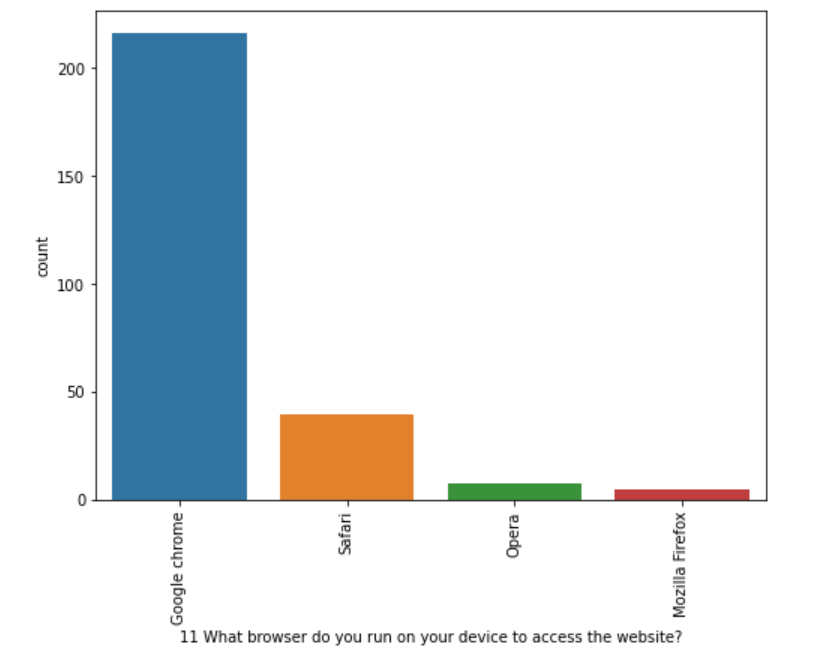 200
150
100
50
0
count
Google chrome
Safari
Opera
Mozilla Firefox
11 What browser do you run on your device to access the website?